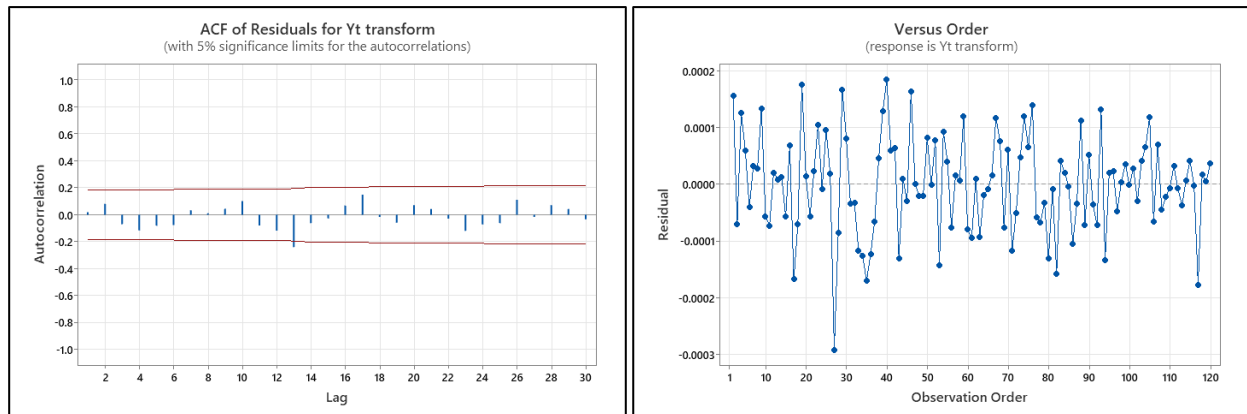 ACF of Residuals for Yt transform
(with 5% significance limits for the autocorrelations)
1.0
0.8
0.6
0.4
0.2
0.0
-0.2
-0.4
-0.6
-0.8
-1.0
Autocorrelation
2 4 6 8 10 12 14 16 18 20 22 24 26 28 30
Lag
Versus Order
(response is Yt transform)
0.0002
0.0001
0.0000
-0.0001
-0.0002
-0.0003
Residual
1 10 20 30 40 50 60 70 80 90 100 110 120
Observation Order